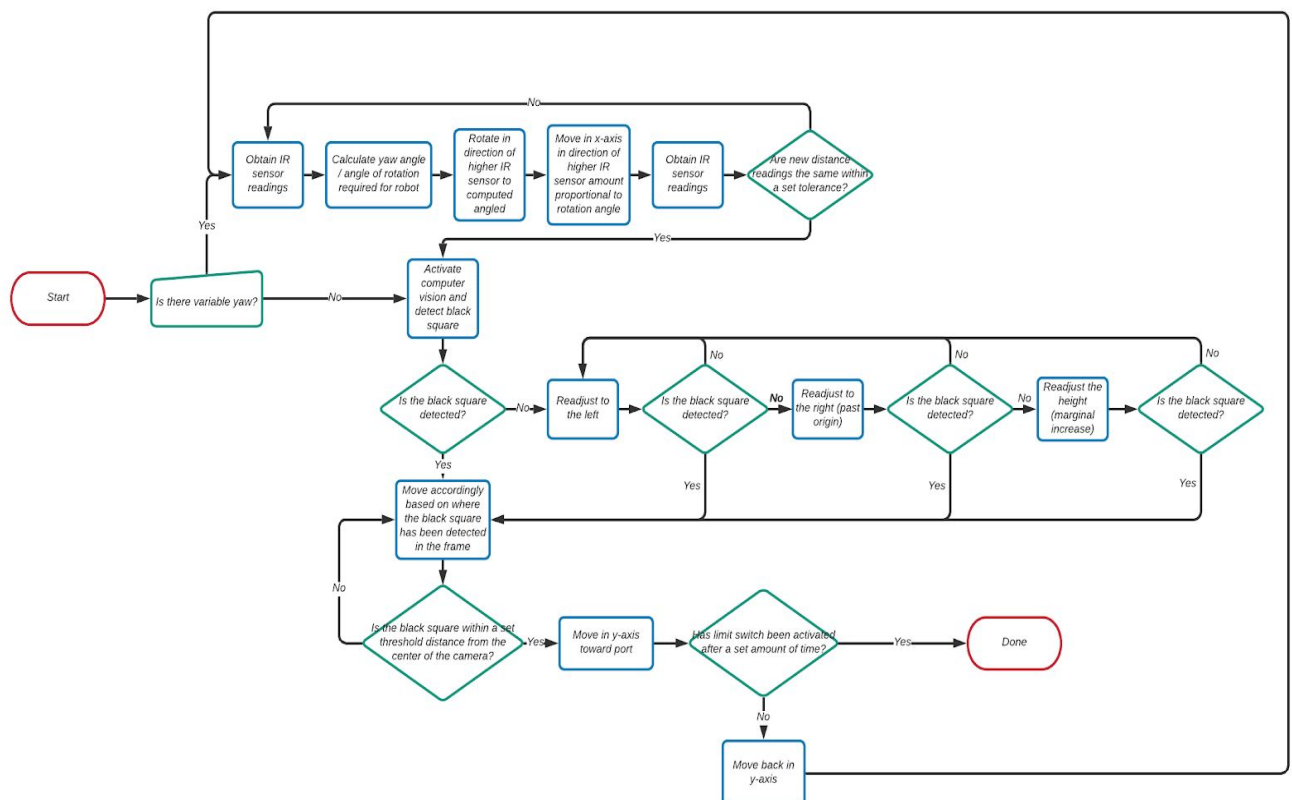 No
Obtain IR
sensor
readings
Calculate yaw angle
/ angle of rotation
required for robot
Rotate in
direction of
higher IR
sensor to
computed
angled
Move in x-axis
in direction of
higher IR
sensor amount
proportional to
rotation angle
Obtain IR
sensor
readings
Are new distance
readings the same within
a set tolerance?
Yes
Yes
Start
Is there variable yaw?
No
Activate
computer
vision and
detect black
square
Is the black square
detected?
No
Readjust to
the left
No
Is the black square
detected?
No
Readjust to
the right (past
origin)
No
Is the black square
detected?
No
Readjust the
height
(marginal
increase)
No
Is the black square
detected?
Yes
Yes
Yes
Yes
Move accordingly
based on where
the black square
has been detected
in the frame
No
Is the black square within a set
threshold distance from the
center of the camera?
Yes
Move in y-axis
toward port
Has limit switch been activated
after a set amount of time?
Yes
Done
No
Move back in
y-axis